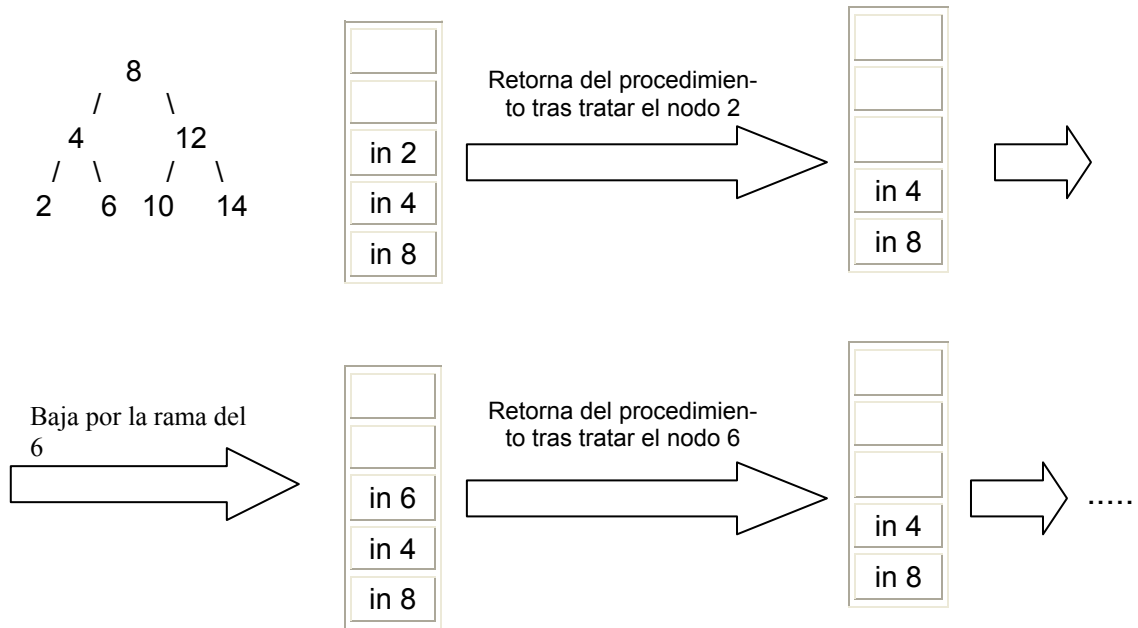 8
/ \
4 12
/ \ / \
2 6 10 14
in 2
in 4
in 8
Retorna del procedimien-
to tras tratar el nodo 2
in 4
in 8
Baja por la rama del
6
in 6
in 4
in 8
Retorna del procedimien-
to tras tratar el nodo 6
in 4
in 8
.....